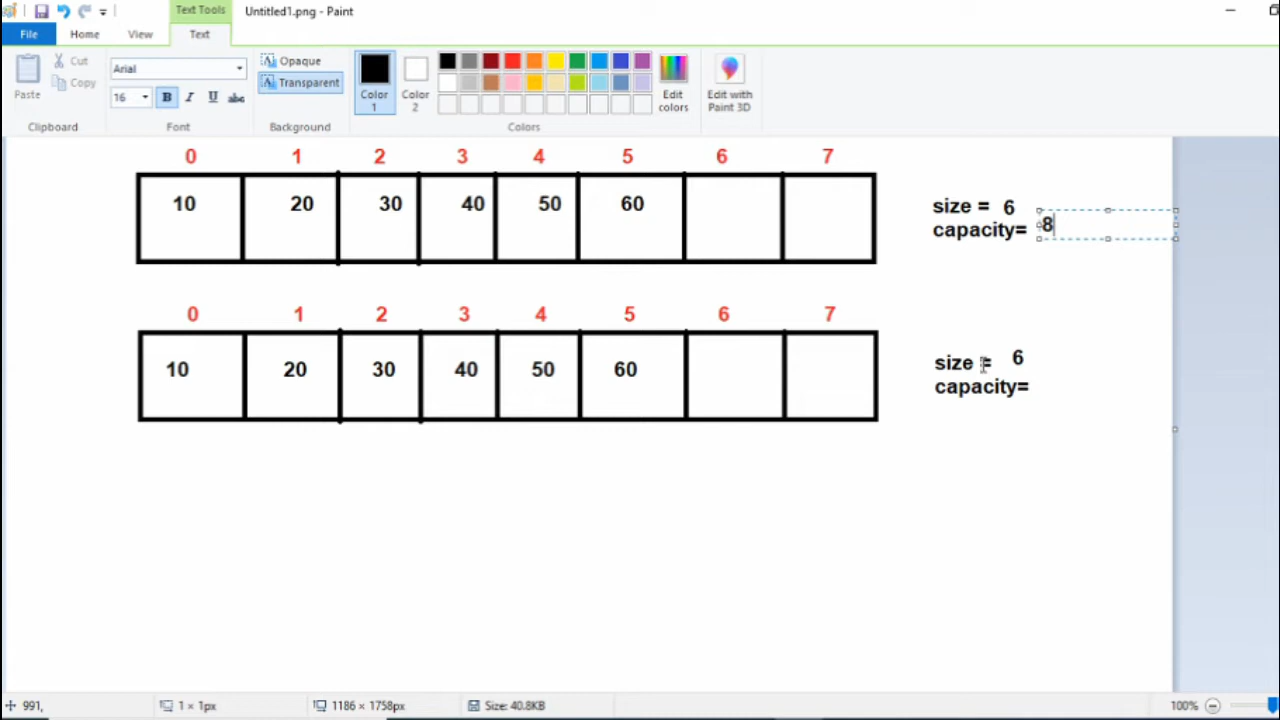 Text Tools
Untitled1.png - Paint
File Home View Text
Paste
Cut
Copy
Clipboard
Arial
16 B I U abc
Font
Opaque
Transparent
Background
Color 1
Color 2
Edit colors
Colors
Edit with Paint 3D
0 1 2 3 4 5 6 7
10 20 30 40 50 60
size = 6
capacity= 8
0 1 2 3 4 5 6 7
10 20 30 40 50 60
size = 6
capacity=
991,
1 × 1px
1186 × 1758px
Size: 40.8KB
100%